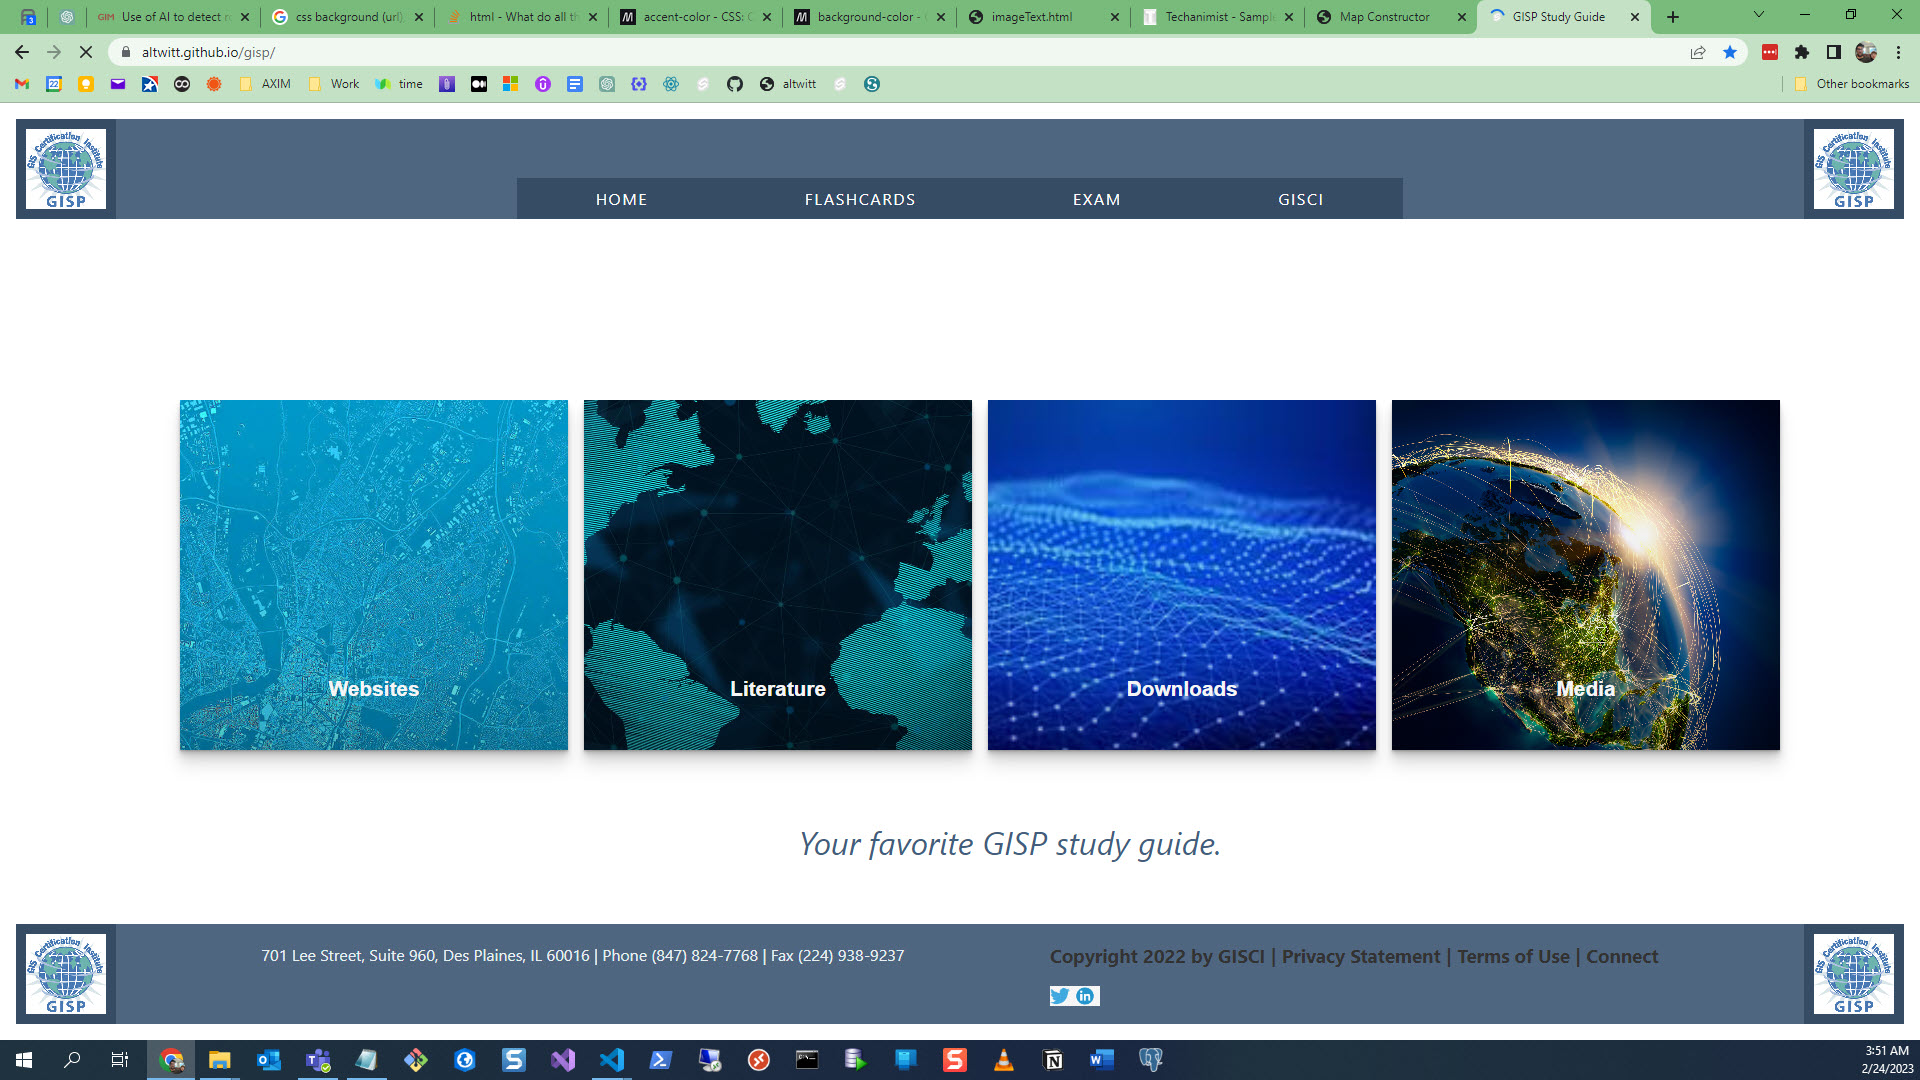 Use of AI to detect r
css background (url)
html - What do all th
accent-color - CSS: C
background-color -
imageText.html
Techanimist - Sample
Map Constructor
GISP Study Guide
altwitt.github.io/gisp/
AXIM
Work
time
altwitt
Other bookmarks
GIS Certification Institute
GISP
HOME
FLASHCARDS
EXAM
GISCI
GIS Certification Institute
GISP
Websites
Literature
Downloads
Media
Your favorite GISP study guide.
GIS Certification Institute
GISP
701 Lee Street, Suite 960, Des Plaines, IL 60016 | Phone (847) 824-7768 | Fax (224) 938-9237
Copyright 2022 by GISCI | Privacy Statement | Terms of Use | Connect
GIS Certification Institute
GISP
3:51 AM
2/24/2023